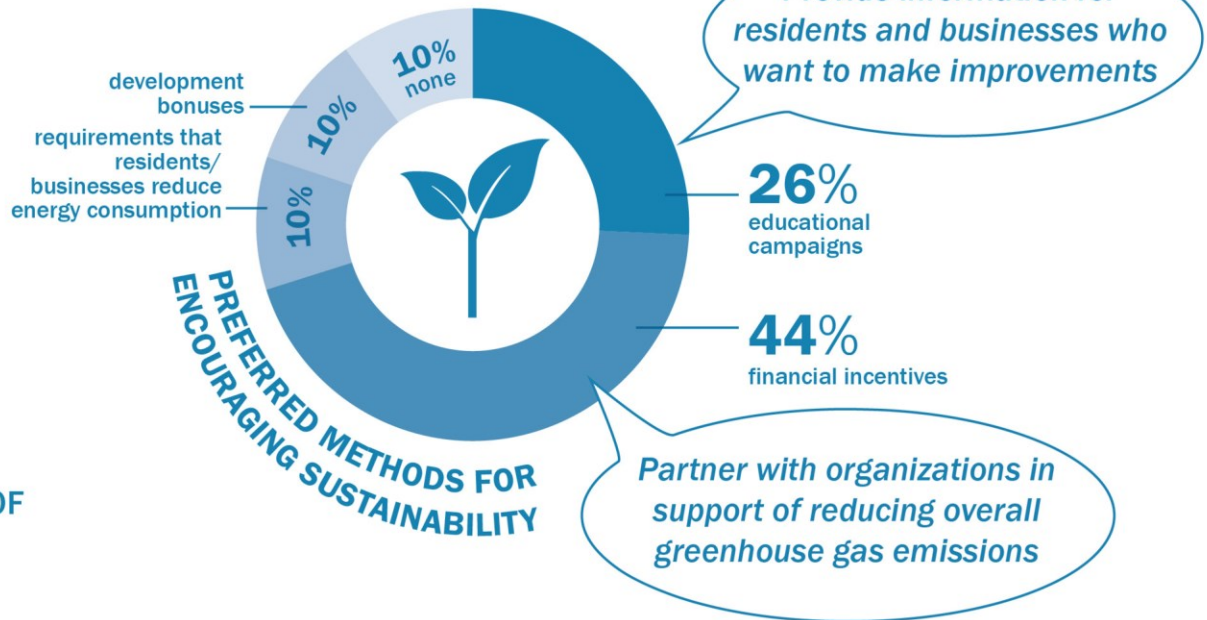 residents and businesses who
want to make improvements
10%
none
development
bonuses
10%
requirements that
residents/
businesses reduce
energy consumption
10%
26%
educational
campaigns
44%
financial incentives
PREFERRED METHODS FOR
ENCOURAGING SUSTAINABILITY
Partner with organizations in
support of reducing overall
greenhouse gas emissions
OF